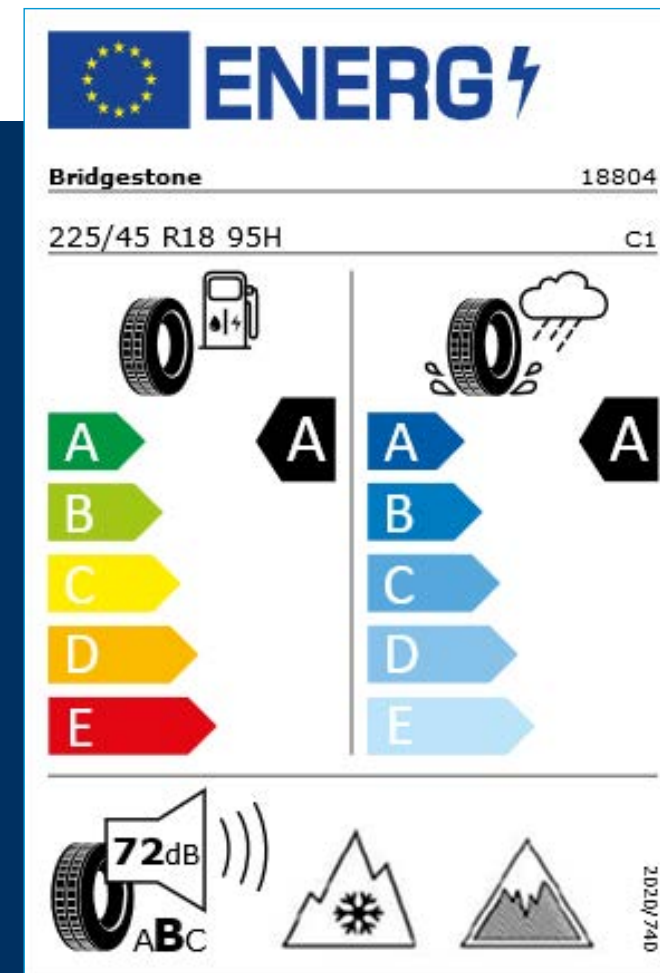 ENERG
Bridgestone 18804
225/45 R18 95H C1
A A A A
B B
C C
D D
E E
72dB
ABC
2020/740